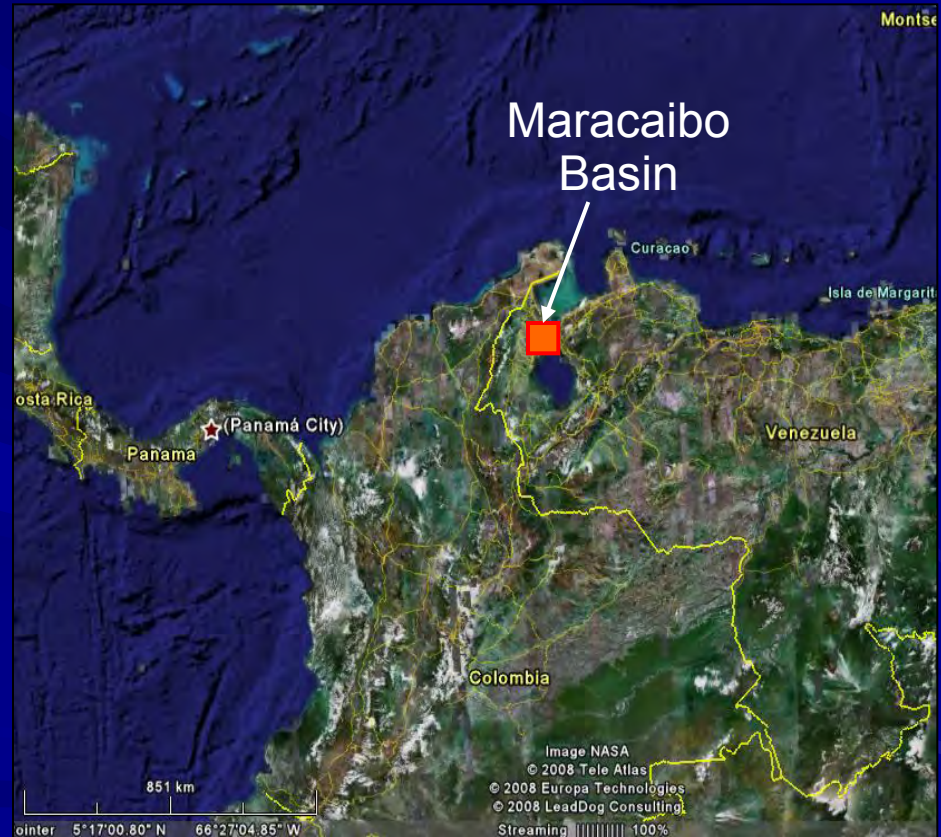 Montse
Maracaibo
Basin
Curacao
Isla de Margarit
osta Rica
(Panamá City)
Panama
Venezuela
Colombia
Image NASA
© 2008 Tele Atlas
© 2008 Europa Technologies
© 2008 LeadDog Consulting
851 km
ointer 5°17'00.80" N 66°27'04.85" W Streaming |||||||||| 100%